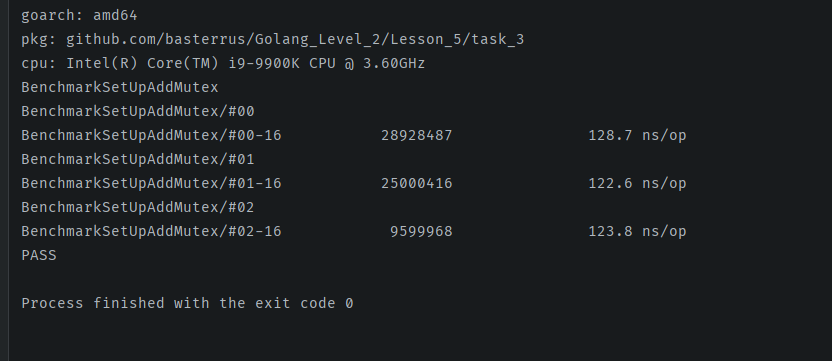 goarch: amd64
pkg: github.com/basterrus/Golang_Level_2/Lesson_5/task_3
cpu: Intel(R) Core(TM) i9-9900K CPU @ 3.60GHz
BenchmarkSetUpAddMutex
BenchmarkSetUpAddMutex/#00
BenchmarkSetUpAddMutex/#00-16 28928487 128.7 ns/op
BenchmarkSetUpAddMutex/#01
BenchmarkSetUpAddMutex/#01-16 25000416 122.6 ns/op
BenchmarkSetUpAddMutex/#02
BenchmarkSetUpAddMutex/#02-16 9599968 123.8 ns/op
PASS
Process finished with the exit code 0